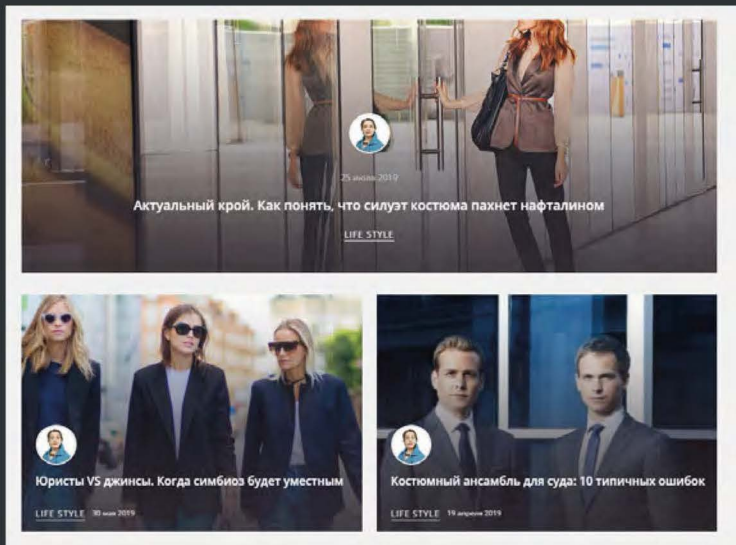 25 июля 2019
Актуальный крой. Как понять, что силуэт костюма пахнет нафталином
LIFE STYLE
Юристы VS джинсы. Когда симбиоз будет уместным
LIFE STYLE 30 мая 2019
Костюмный ансамбль для суда: 10 типичных ошибок
LIFE STYLE 19 апреля 2019